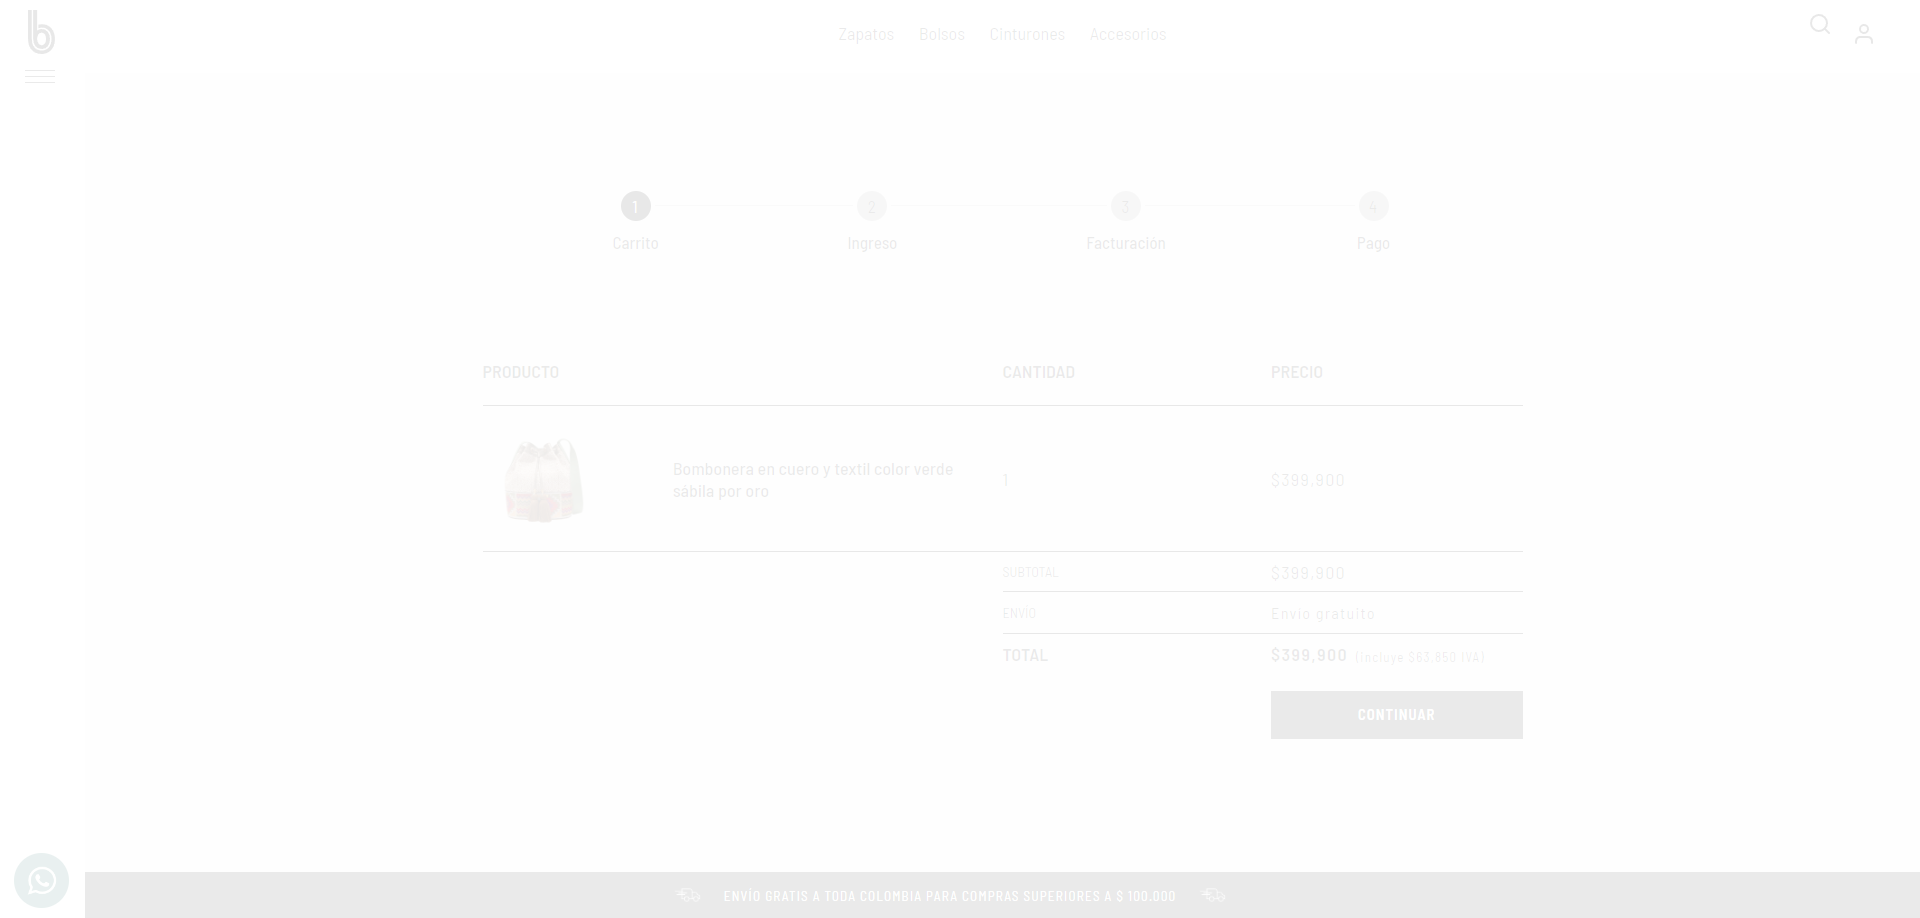 b
Zapatos Bolsos Cinturones Accesorios
1 2 3 4
Carrito Ingreso Facturación Pago
PRODUCTO CANTIDAD PRECIO
Bombonera en cuero y textil color verde
sábila por oro
1 $399,900
SUBTOTAL $399,900
ENVÍO Envío gratuito
TOTAL $399,900 (incluye $63,850 IVA)
CONTINUAR
ENVÍO GRATIS A TODA COLOMBIA PARA COMPRAS SUPERIORES A $ 100.000